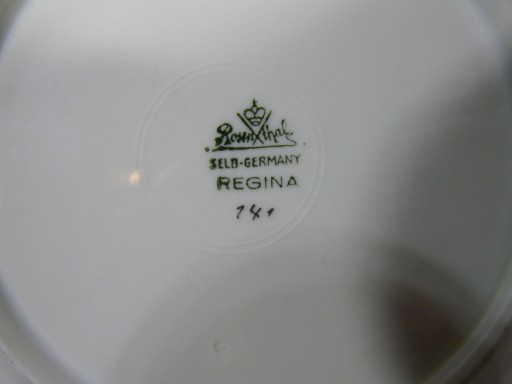 Rosenthal
SELB-GERMANY
REGINA
141